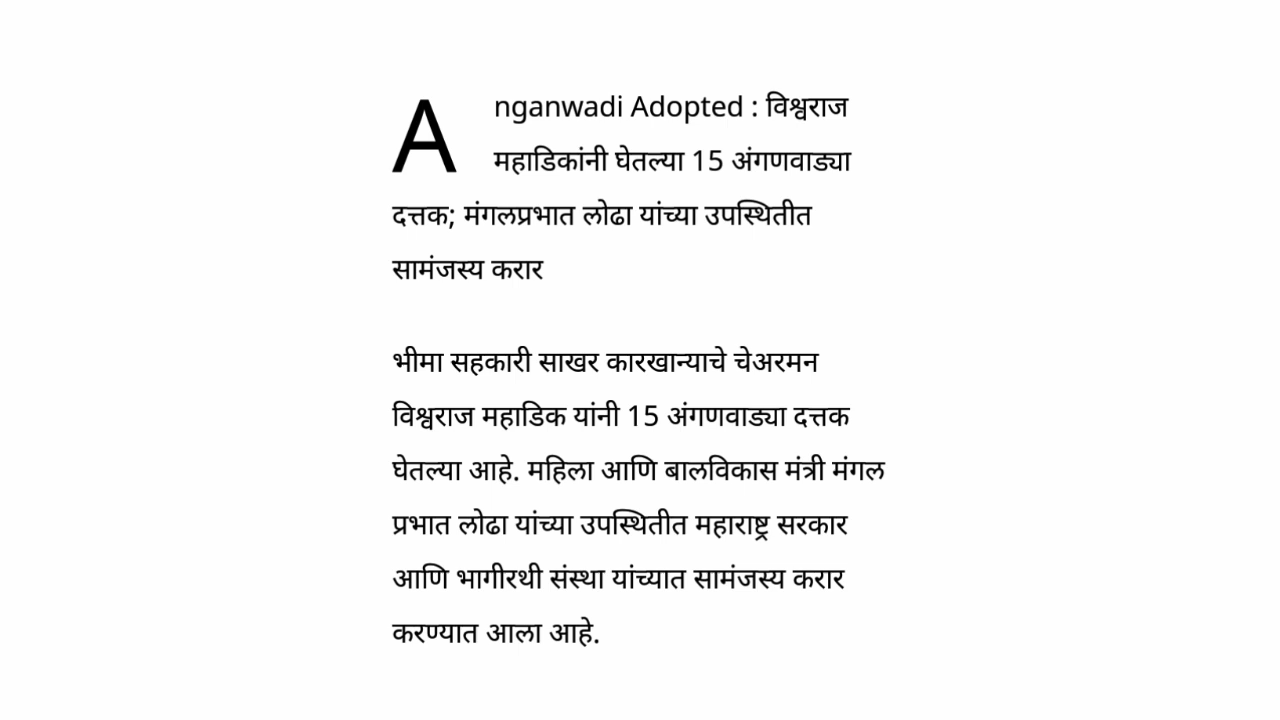 Anganwadi Adopted : विश्वराज
महाडिकांनी घेतल्या 15 अंगणवाड्या
दत्तक; मंगलप्रभात लोढा यांच्या उपस्थितीत
सामंजस्य करार
भीमा सहकारी साखर कारखान्याचे चेअरमन
विश्वराज महाडिक यांनी 15 अंगणवाड्या दत्तक
घेतल्या आहे. महिला आणि बालविकास मंत्री मंगल
प्रभात लोढा यांच्या उपस्थितीत महाराष्ट्र सरकार
आणि भागीरथी संस्था यांच्यात सामंजस्य करार
करण्यात आला आहे.